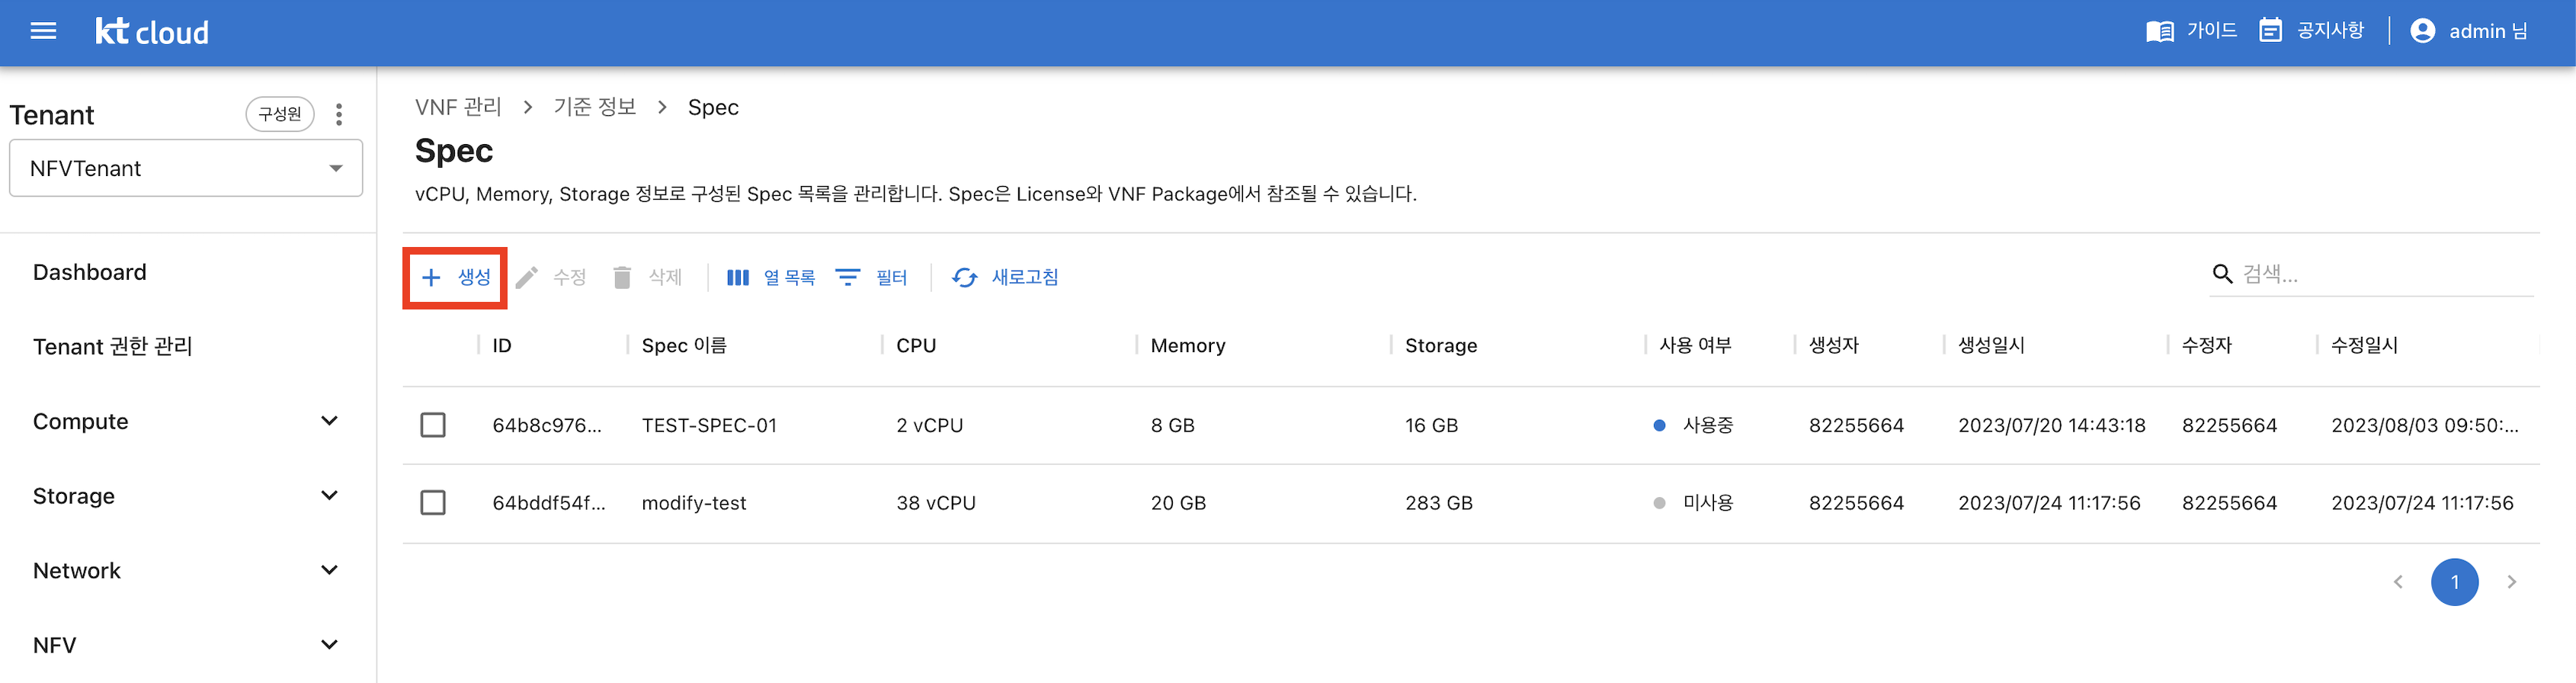 kt cloud
가이드 공지사항 admin 님
Tenant 구성원
NFVTenant
Dashboard
Tenant 권한 관리
Compute
Storage
Network
NFV
VNF 관리 > 기준 정보 > Spec
Spec
vCPU, Memory, Storage 정보로 구성된 Spec 목록을 관리합니다. Spec은 License와 VNF Package에서 참조될 수 있습니다.
+ 생성 수정 삭제 열 목록 필터 새로고침 검색...
ID Spec 이름 CPU Memory Storage 사용 여부 생성자 생성일시 수정자 수정일시
64b8c976... TEST-SPEC-01 2 vCPU 8 GB 16 GB 사용중 82255664 2023/07/20 14:43:18 82255664 2023/08/03 09:50:...
64bddf54f... modify-test 38 vCPU 20 GB 283 GB 미사용 82255664 2023/07/24 11:17:56 82255664 2023/07/24 11:17:56
< 1 >